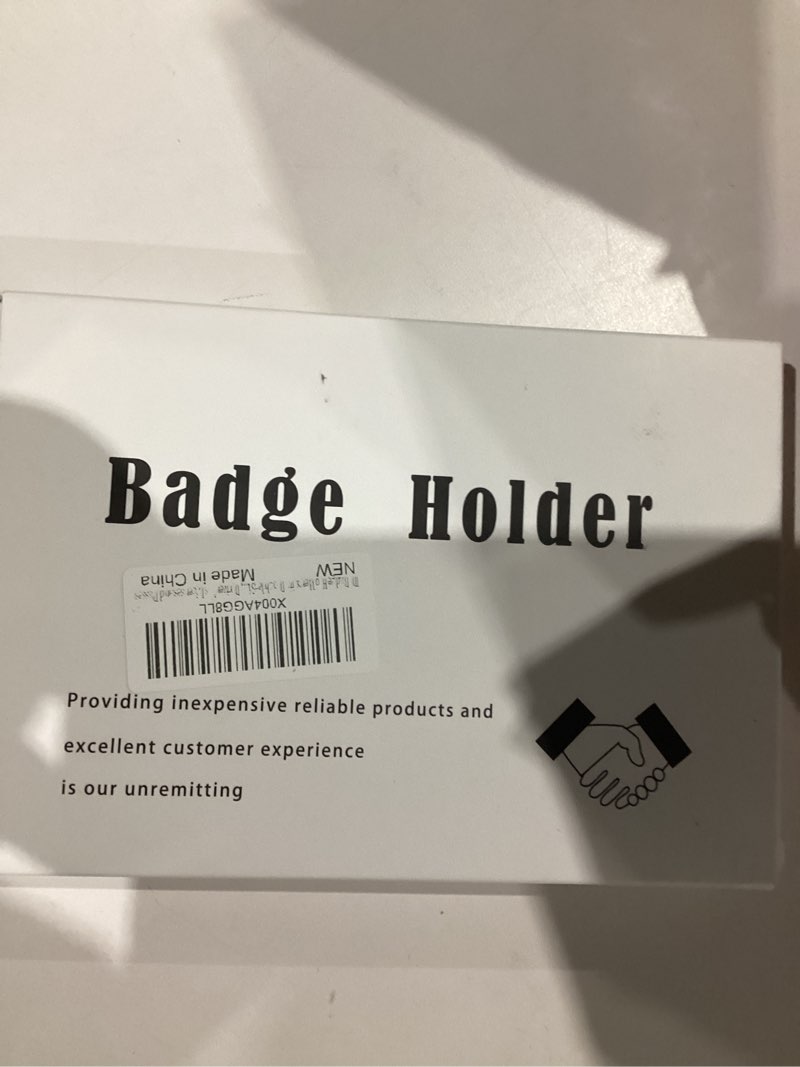 Badge Holder
X004AGG8LL
NEW
Made in China
Providing inexpensive reliable products and
excellent customer experience
is our unremitting